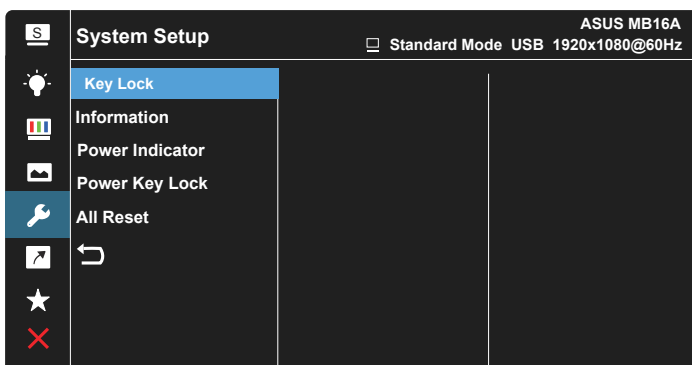 S
System Setup
ASUS MB16A
Standard Mode USB 1920x1080@60Hz
Key Lock
Information
Power Indicator
Power Key Lock
All Reset